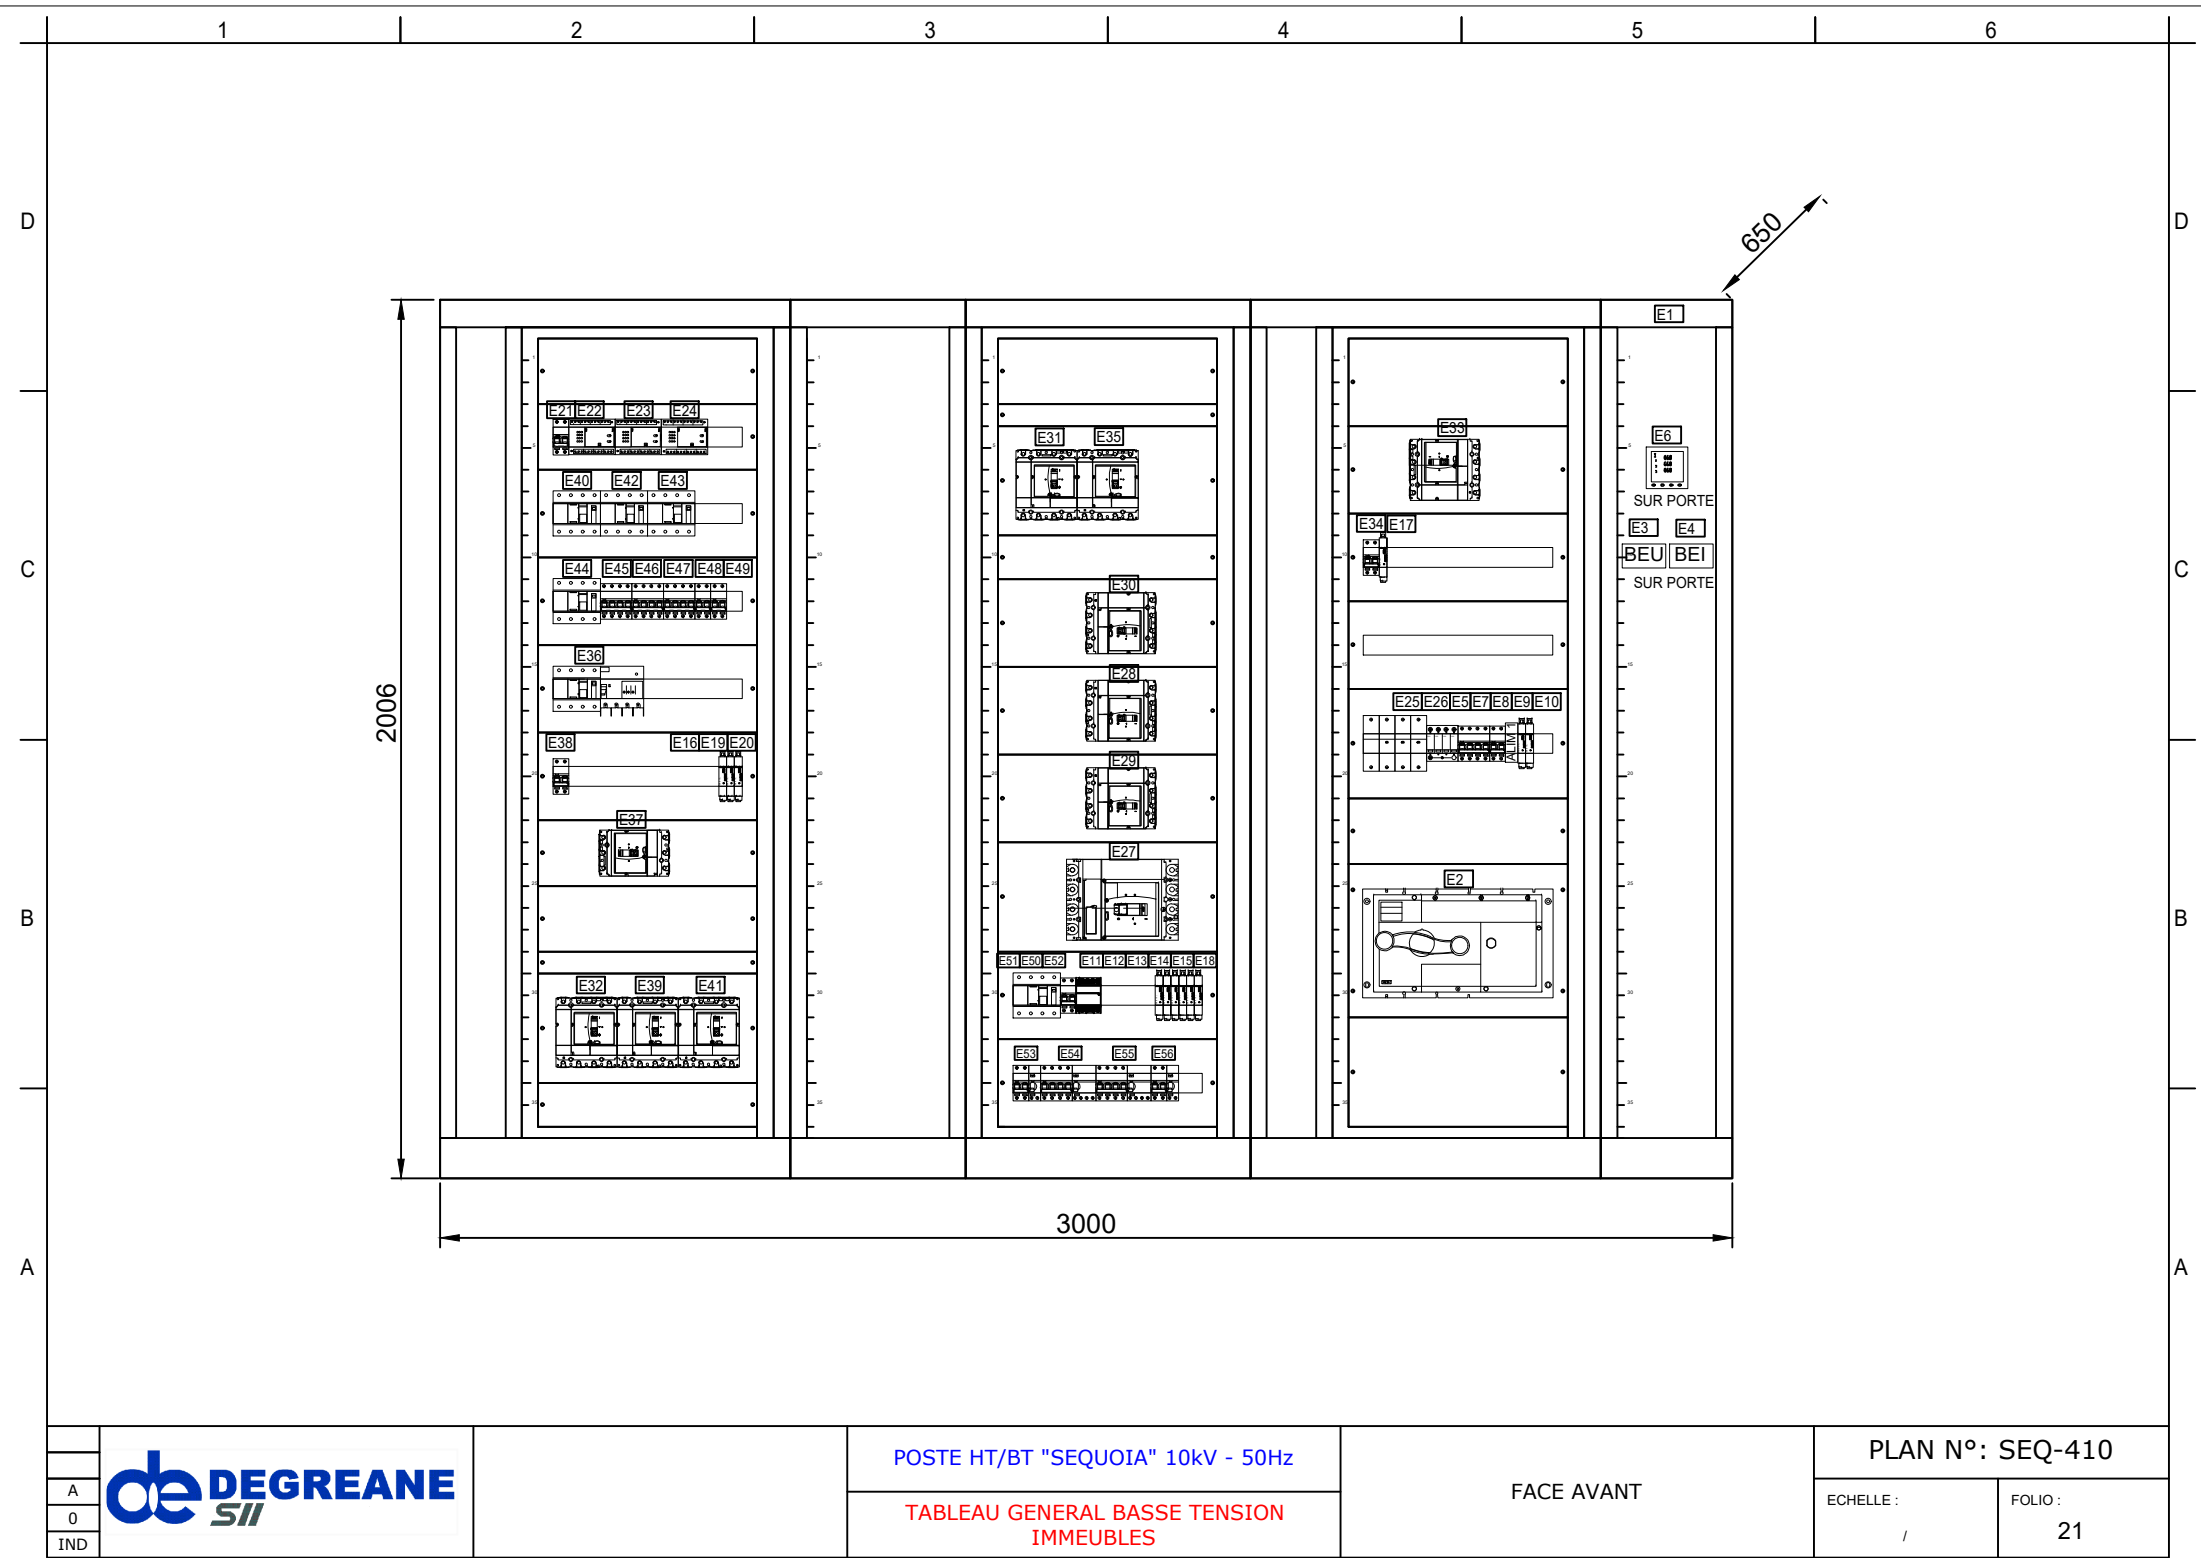 1 2 3 4 5 6
D D
650
E1
E21 E22 E23 E24
E33
E31 E35
E6
SUR PORTE
E40 E42 E43
E34 E17
E3 E4
BEU BEI
SUR PORTE
C C
E44 E45 E46 E47 E48 E49
E30
E36
E28
2006
E25 E26 E5 E7 E8 E9 E10
ALIM 1
E38 E16 E19 E20
E29
E37
E27
E2
B B
E51 E50 E52 E11 E12 E13 E14 E15 E18
E32 E39 E41
E53 E54 E55 E56
3000
A A
A
0
IND
de DEGREANE
SII
POSTE HT/BT "SEQUOIA" 10kV - 50Hz
TABLEAU GENERAL BASSE TENSION
IMMEUBLES
FACE AVANT
PLAN N°: SEQ-410
ECHELLE :
/
FOLIO :
21